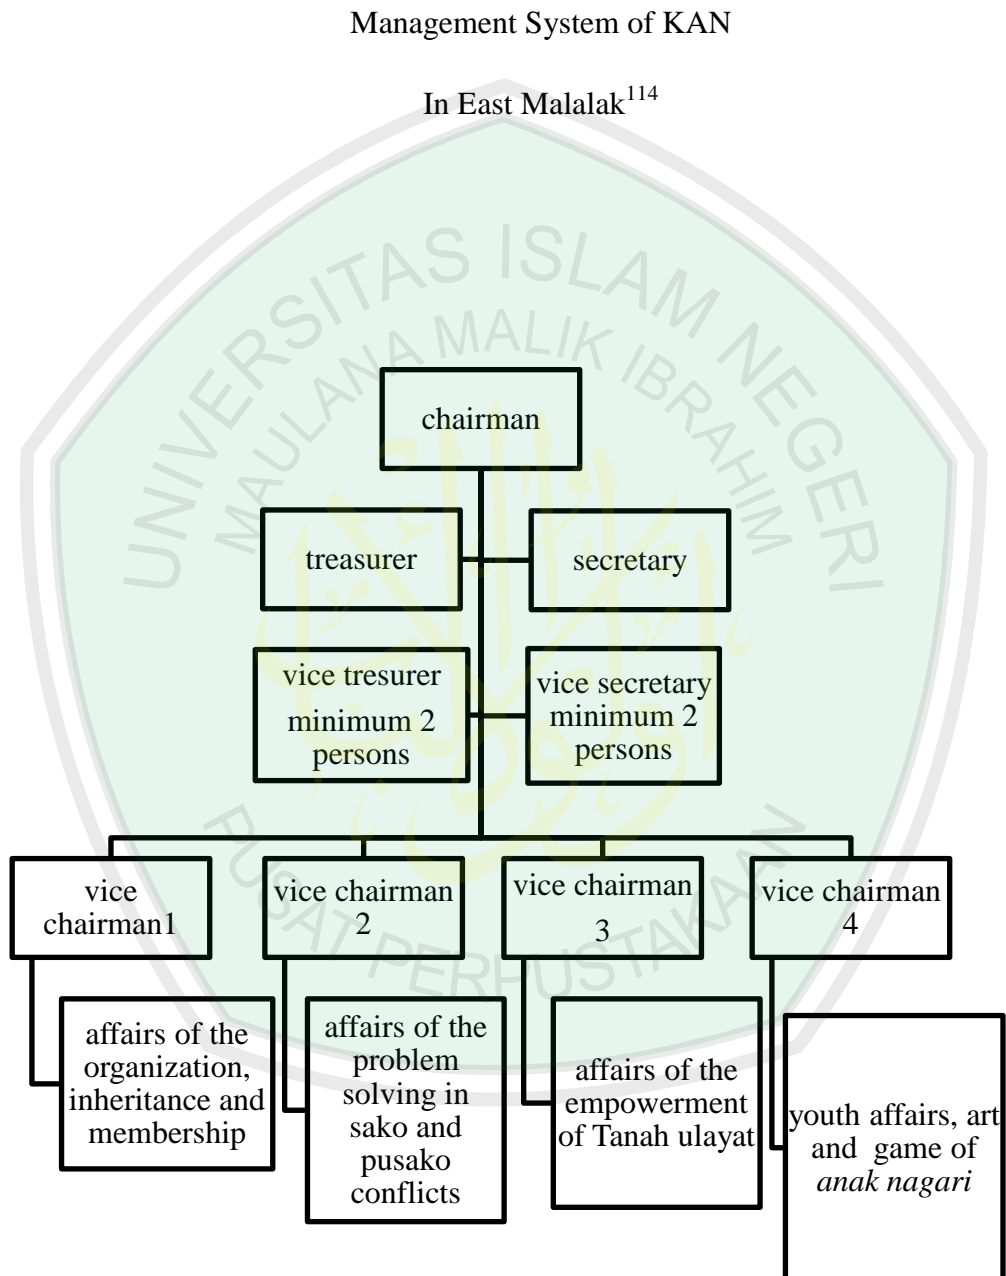 Management System of KAN
In East Malalak114
UNIVERSITAS ISLAM NEGERI
MAULANA MALIK IBRAHIM
chairman
treasurer
secretary
vice tresurer
minimum 2
persons
vice secretary
minimum 2
persons
PUSAT PERPUSTAKAAN
vice
chairman1
vice chairman
2
vice chairman
3
vice chairman
4
affairs of the
organization,
inheritance and
membership
affairs of the
problem
solving in
sako and
pusako
conflicts
affairs of the
empowerment
of Tanah ulayat
youth affairs, art
and game of
anak nagari